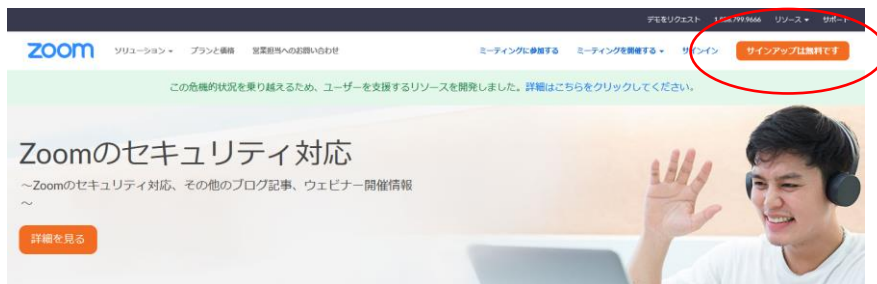 デモをリクエスト 1.888.799.9666 リソース サポート
zoom ソリューション プランと価格 営業担当へのお問い合わせ ミーティングに参加する ミーティングを開催する サインイン サインアップは無料です
この危機的状況を乗り越えるため、ユーザーを支援するリソースを開発しました。詳細はこちらをクリックしてください。
Zoomのセキュリティ対応
~Zoomのセキュリティ対応、その他のブログ記事、ウェビナー開催情報
~
詳細を見る